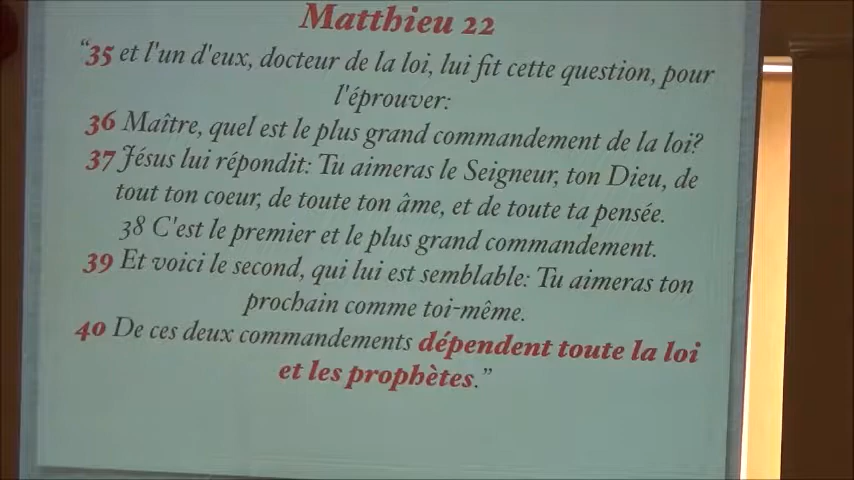 Matthieu 22
“35 et l'un d'eux, docteur de la loi, lui fit cette question, pour
l'éprouver:
36 Maître, quel est le plus grand commandement de la loi?
37 Jésus lui répondit: Tu aimeras le Seigneur, ton Dieu, de
tout ton coeur, de toute ton âme, et de toute ta pensée.
38 C'est le premier et le plus grand commandement.
39 Et voici le second, qui lui est semblable: Tu aimeras ton
prochain comme toi-même.
40 De ces deux commandements dépendent toute la loi
et les prophètes.”